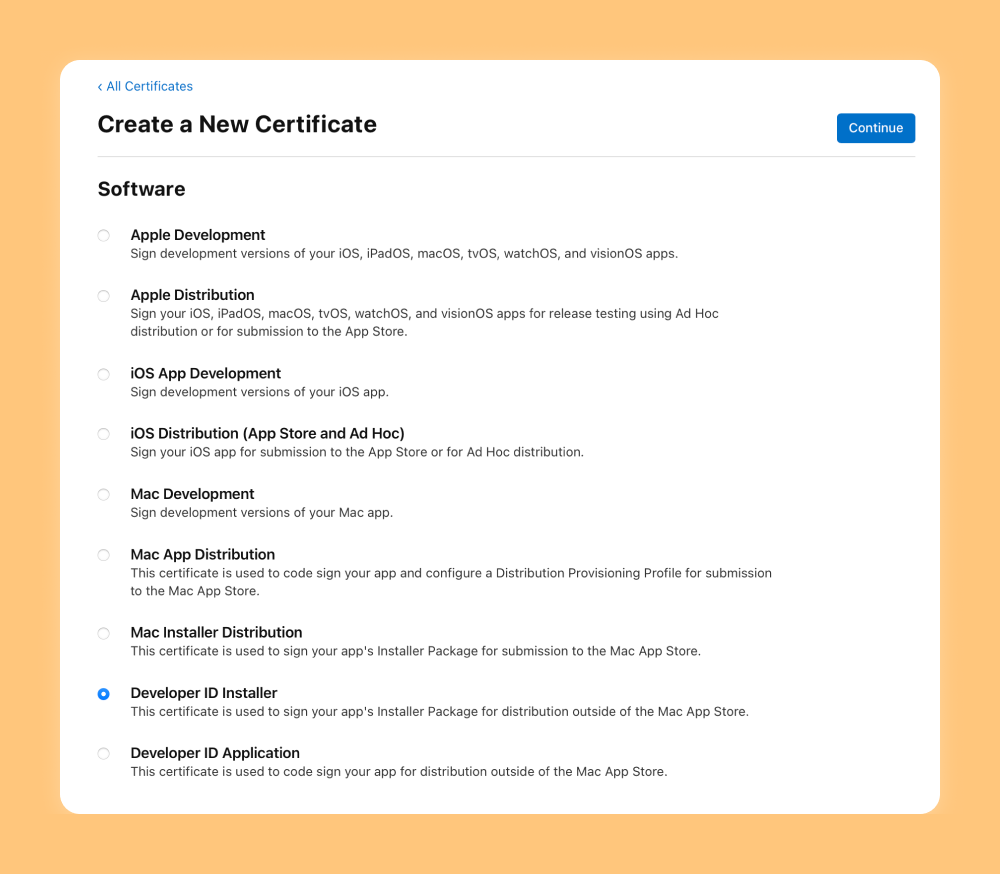 ‹ All Certificates
Create a New Certificate
Continue
Software
Apple Development
Sign development versions of your iOS, iPadOS, macOS, tvOS, watchOS, and visionOS apps.
Apple Distribution
Sign your iOS, iPadOS, macOS, tvOS, watchOS, and visionOS apps for release testing using Ad Hoc
distribution or for submission to the App Store.
iOS App Development
Sign development versions of your iOS app.
iOS Distribution (App Store and Ad Hoc)
Sign your iOS app for submission to the App Store or for Ad Hoc distribution.
Mac Development
Sign development versions of your Mac app.
Mac App Distribution
This certificate is used to code sign your app and configure a Distribution Provisioning Profile for submission
to the Mac App Store.
Mac Installer Distribution
This certificate is used to sign your app's Installer Package for submission to the Mac App Store.
Developer ID Installer
This certificate is used to sign your app's Installer Package for distribution outside of the Mac App Store.
Developer ID Application
This certificate is used to code sign your app for distribution outside of the Mac App Store.